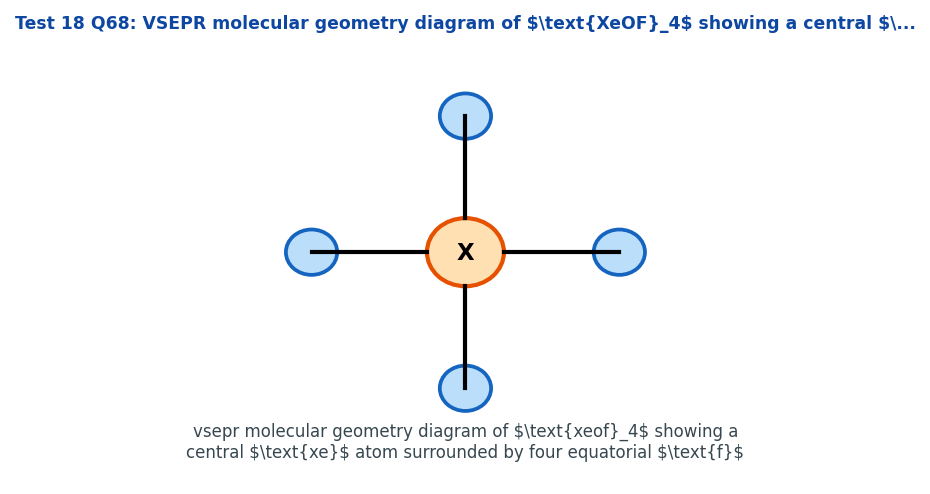 Test 18 Q68: VSEPR molecular geometry diagram of $\text{XeOF}_4$ showing a central $\...
X
vsepr molecular geometry diagram of $\text{xeof}_4$ showing a
central $\text{xe}$ atom surrounded by four equatorial $\text{f}$